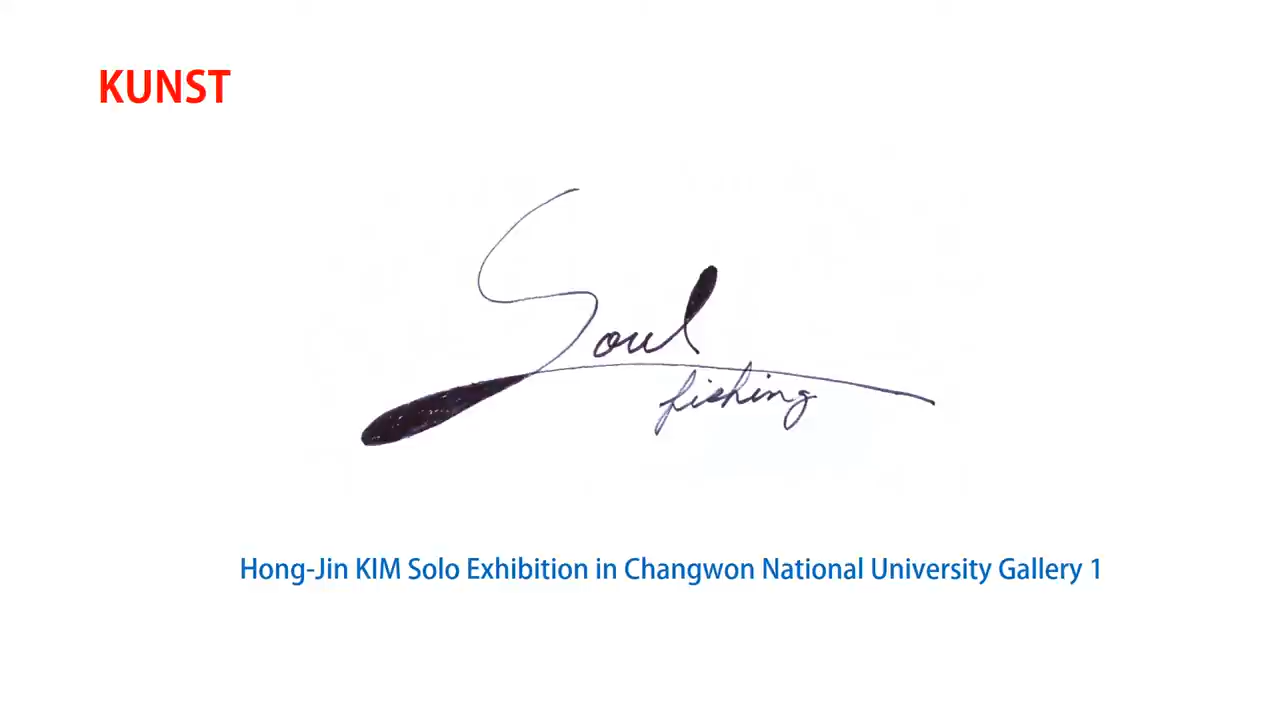 KUNST
Soul
fishing
Hong-Jin KIM Solo Exhibition in Changwon National University Gallery 1